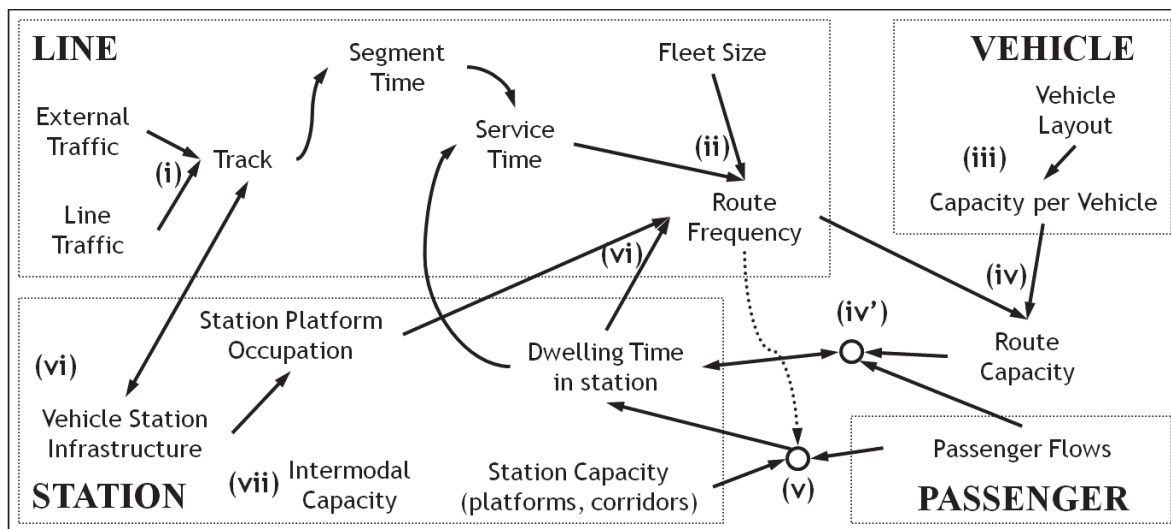 LINE
Segment
Time
Fleet Size
VEHICLE
Vehicle
Layout
External
Traffic
(i)
Track
Service
Time
(ii)
(iii)
Line
Traffic
Route
Frequency
Capacity per Vehicle
(vi)
(iv)
Station Platform
Occupation
(iv’)
(vi)
Dwelling Time
in station
Route
Capacity
Vehicle Station
Infrastructure
Passenger Flows
(vii)
Intermodal
Capacity
Station Capacity
(platforms, corridors)
(v)
STATION
PASSENGER